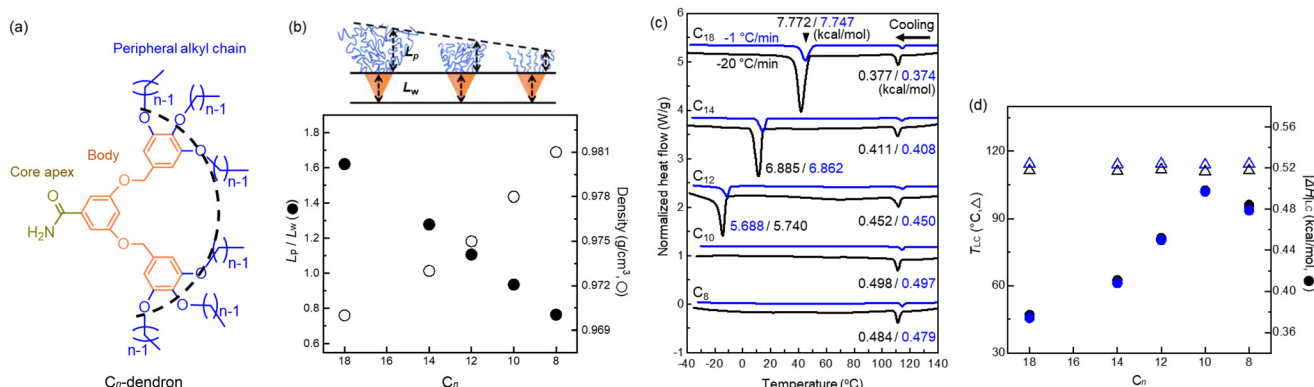 (a)
Peripheral alkyl chain
n-1
n-1
n-1
O
O
O
Body
Core apex
O
O
H₂N
O
n-1
O
O
O
n-1
n-1
Cn-dendron
(b)
Lp
Lw
Lp / Lw (●)
1.8
1.6
1.4
1.2
1.0
0.8
0.6
0.981
0.978
0.975
0.972
0.969
Density (g/cm³, ○)
18 16 14 12 10 8
Cn
(c)
7.772 / 7.747
(kcal/mol)
Cooling
C18
-1 °C/min
-20 °C/min
0.377 / 0.374
(kcal/mol)
C14
0.411 / 0.408
6.885 / 6.862
C12
5.688 / 5.740
0.452 / 0.450
C10
0.498 / 0.497
C8
0.484 / 0.479
Normalized heat flow (W/g)
6
5
4
3
2
1
0
-1
-40 -20 0 20 40 60 80 100 120 140
Temperature (°C)
(d)
TLC (°C, △)
120
90
60
30
0.56
0.52
0.48
0.44
0.40
0.36
|ΔH|LC (kcal/mol, ●)
18 16 14 12 10 8
Cn